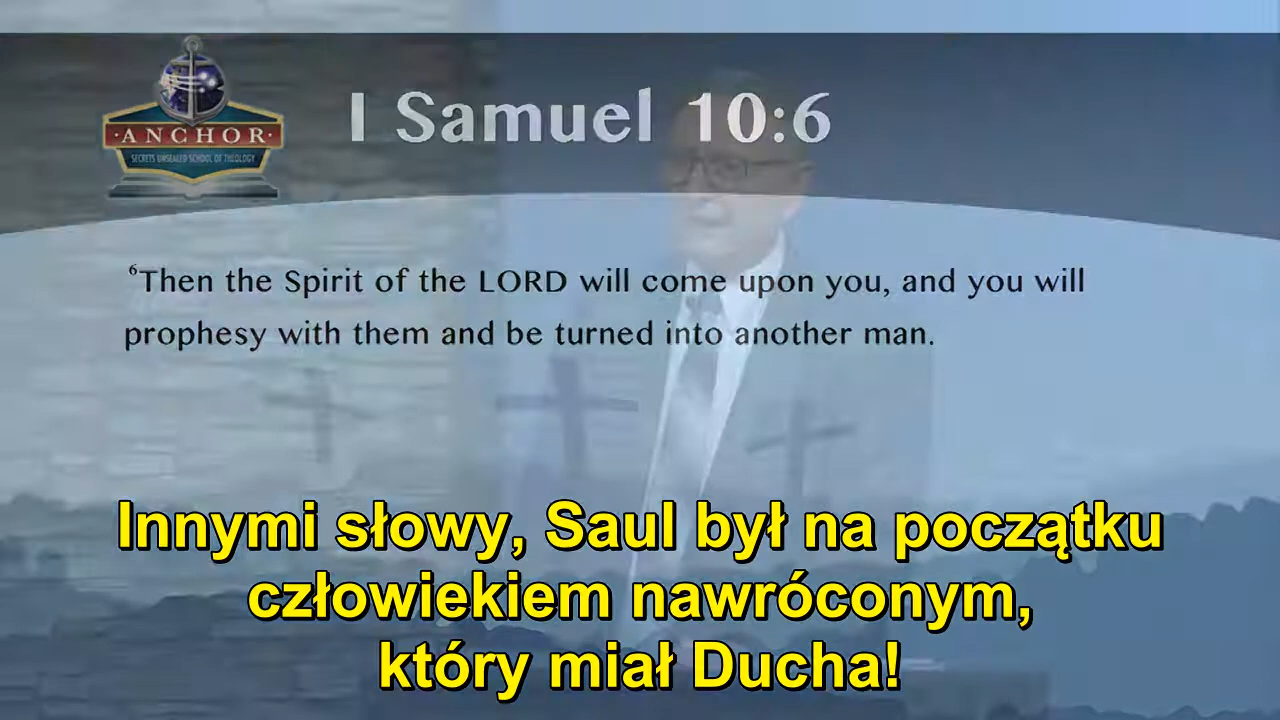 ·ANCHOR·
SECRETS UNSEALED SCHOOL OF THEOLOGY
I Samuel 10:6
⁶Then the Spirit of the LORD will come upon you, and you will
prophesy with them and be turned into another man.
Innymi słowy, Saul był na początku
człowiekiem nawróconym,
który miał Ducha!